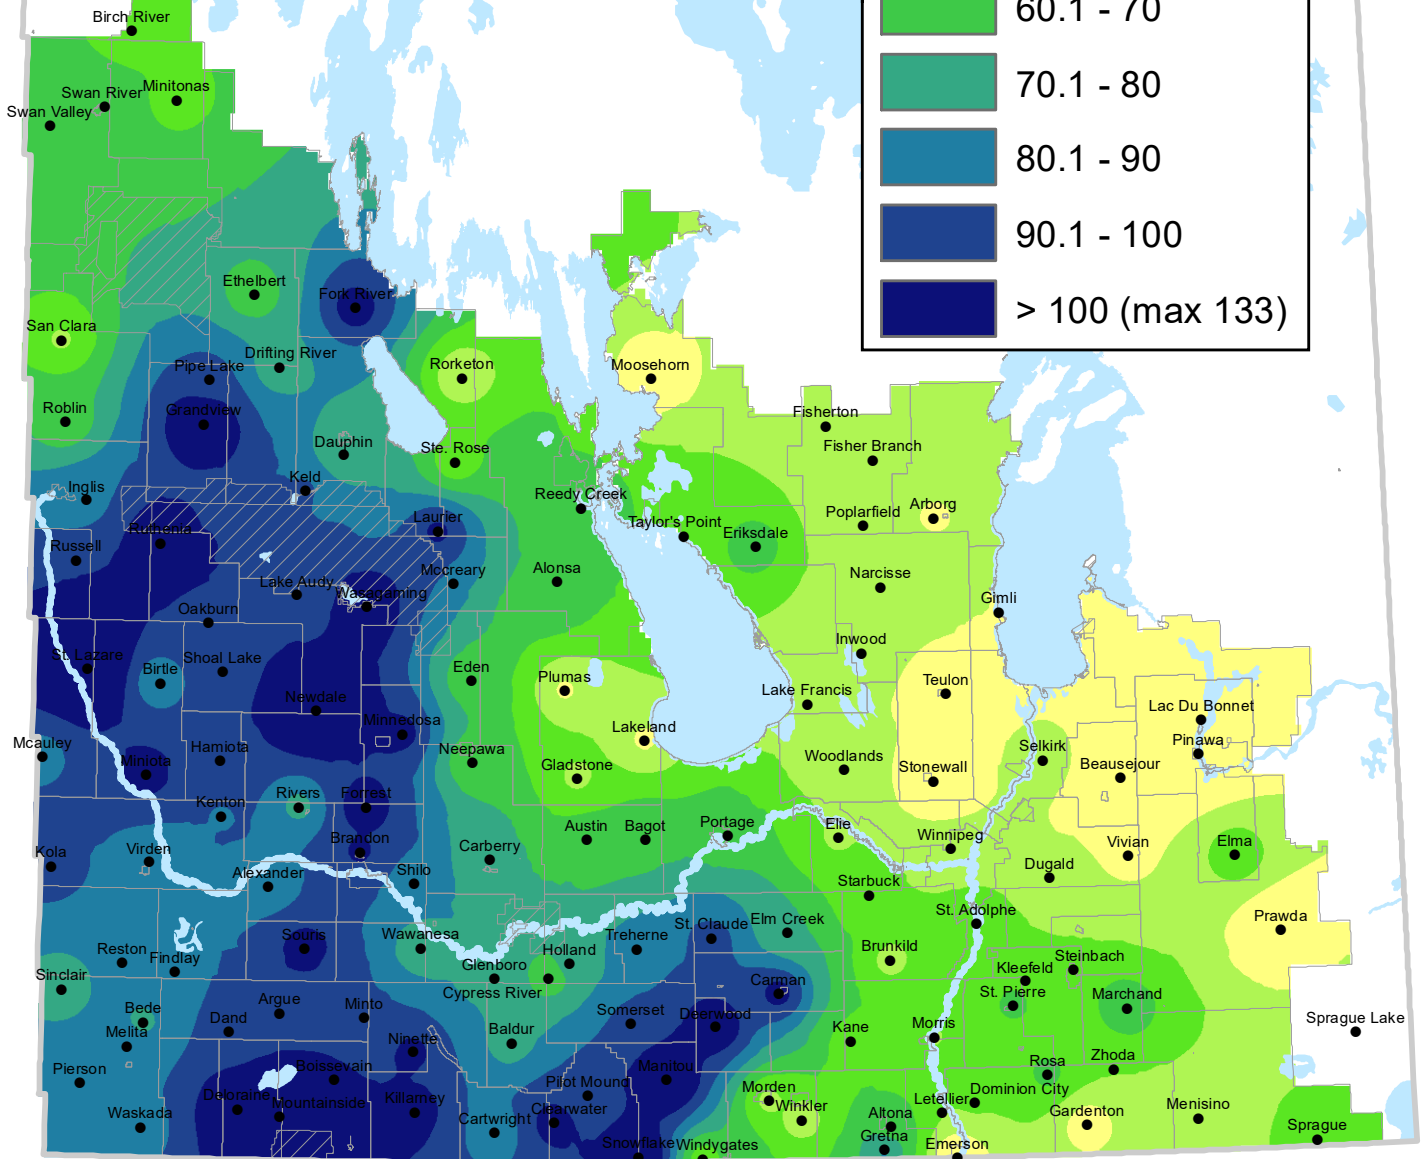 60.1 - 70
Birch River
70.1 - 80
Swan River
Minitonas
Swan Valley
80.1 - 90
90.1 - 100
Ethelbert
Fork River
> 100 (max 133)
San Clara
Drifting River
Pipe Lake
Rorketon
Moosehorn
Roblin
Grandview
Fisherton
Dauphin
Ste. Rose
Fisher Branch
Keld
Inglis
Reedy Creek
Arborg
Laurier
Taylor's Point
Poplarfield
Ruthenia
Eriksdale
Russell
Mccreary
Alonsa
Narcisse
Lake Audy
Wasagaming
Gimli
Oakburn
Inwood
St. Lazare
Shoal Lake
Birtle
Eden
Plumas
Teulon
Newdale
Lake Francis
Lac Du Bonnet
Minnedosa
Lakeland
Mcauley
Hamiota
Neepawa
Selkirk
Pinawa
Miniota
Gladstone
Woodlands
Stonewall
Beausejour
Kenton
Rivers
Forrest
Austin
Bagot
Portage
Elie
Winnipeg
Brandon
Kola
Virden
Carberry
Vivian
Elma
Alexander
Shilo
Dugald
Starbuck
St. Adolphe
Prawda
Souris
Wawanesa
Treherne
St. Claude
Elm Creek
Reston
Findlay
Holland
Brunkild
Steinbach
Sinclair
Glenboro
Kleefeld
Cypress River
Carman
St. Pierre
Marchand
Bede
Argue
Minto
Somerset
Deerwood
Dand
Melita
Baldur
Kane
Morris
Sprague Lake
Ninette
Pierson
Boissevain
Manitou
Rosa
Zhoda
Pilot Mound
Morden
Dominion City
Deloraine
Mountainside
Killarney
Clearwater
Winkler
Letellier
Waskada
Cartwright
Altona
Gardenton
Menisino
Gretna
Sprague
Snowflake
Windygates
Emerson